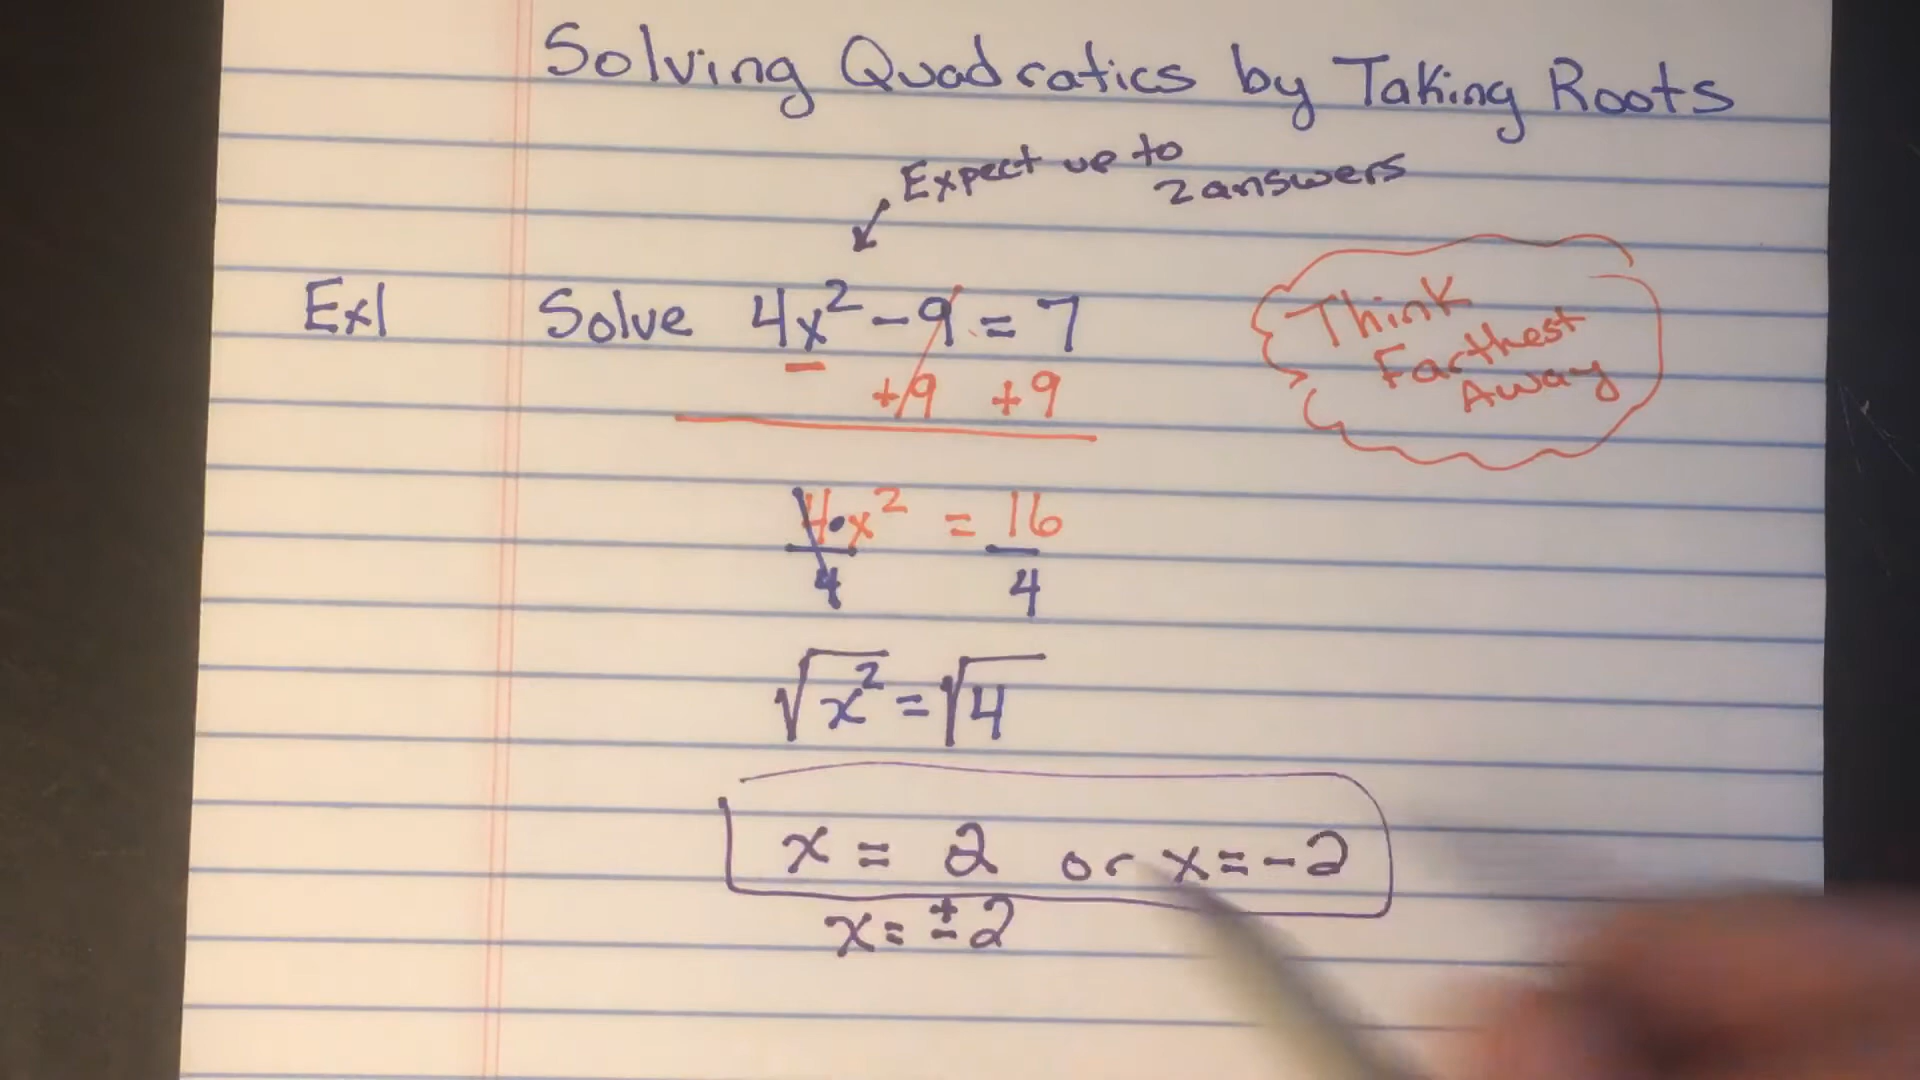 Solving Quadratics by Taking Roots
Expect up to
2 answers
Ex1 Solve 4x² - 9 = 7
+9 +9
Think
Farthest
Away
4•x² = 16
4 4
√x² = √4
x = 2 or x = -2
x = ±2